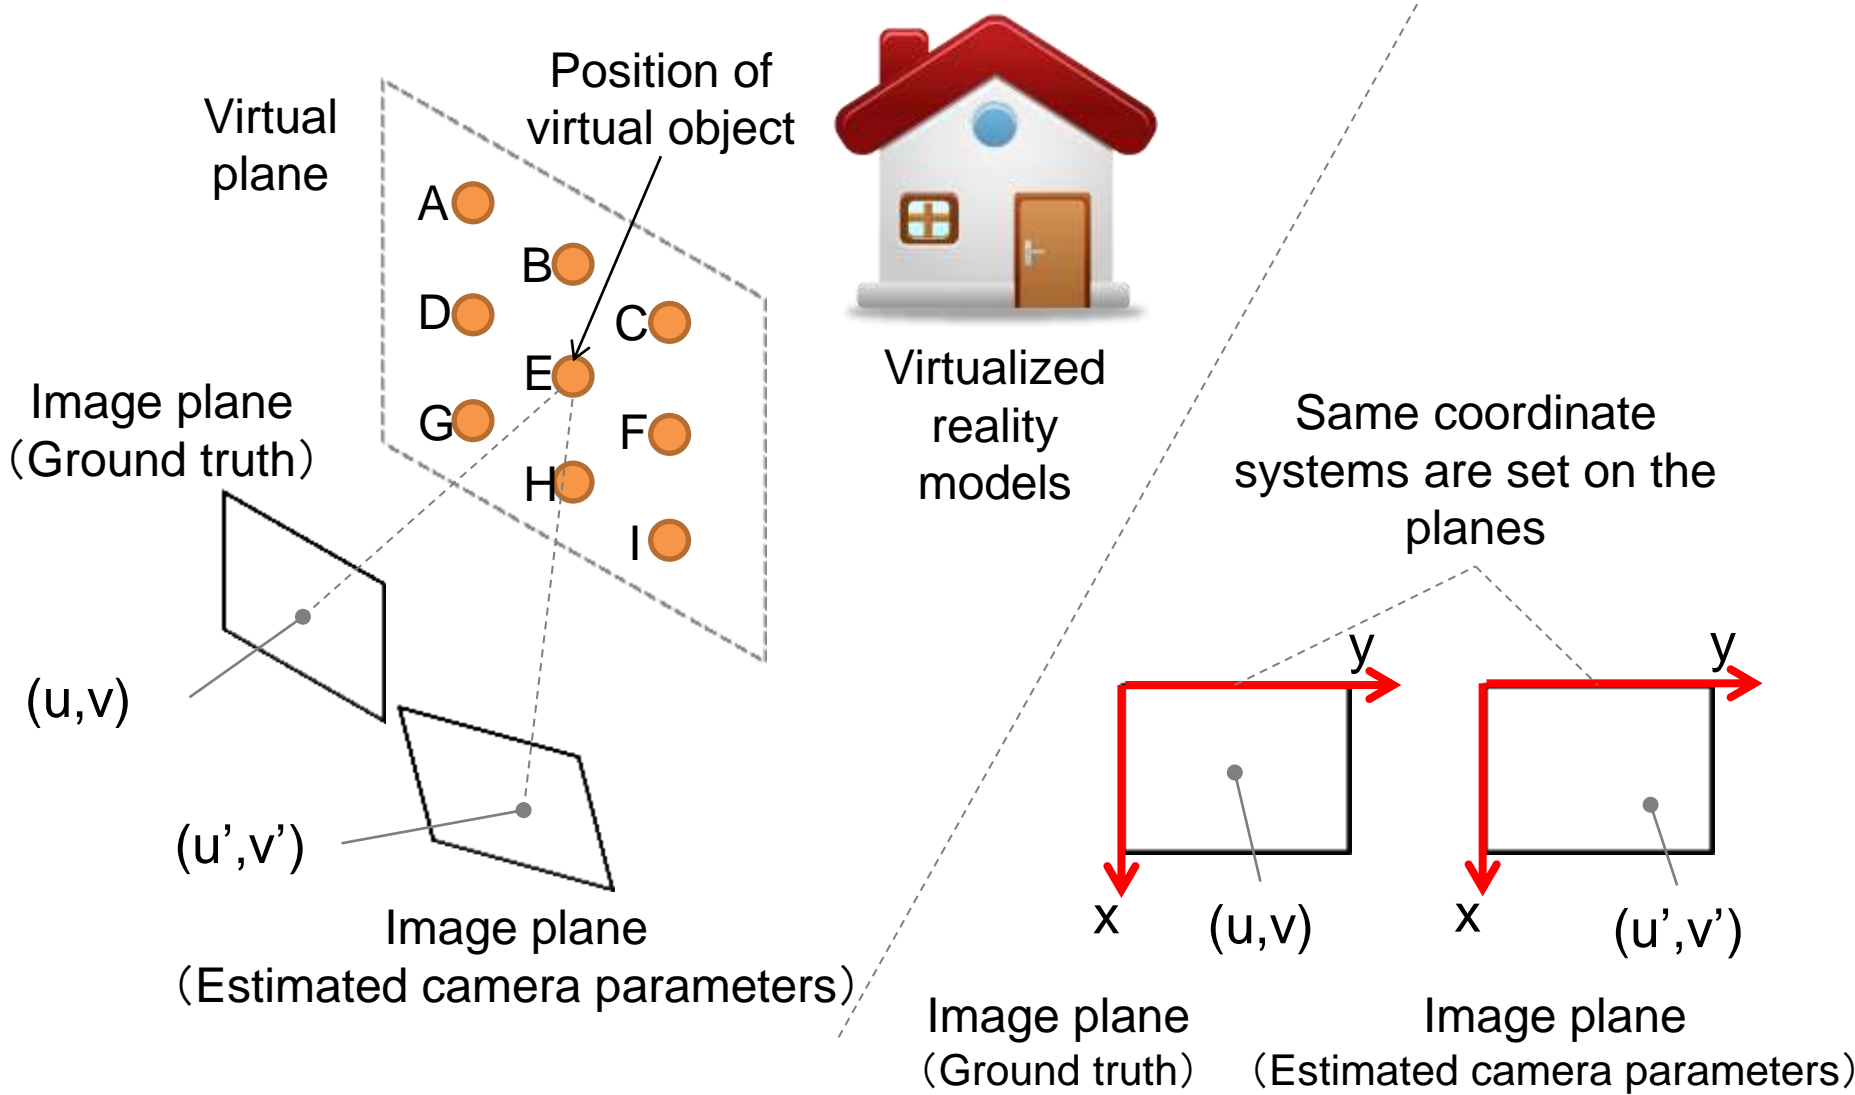 Position of
virtual object
Virtual
plane
A
B
C
D
E
F
G
H
I
Image plane
（Ground truth）
(u,v)
(u’,v’)
Image plane
（Estimated camera parameters）
Virtualized
reality
models
Same coordinate
systems are set on the
planes
y
x
(u,v)
y
x
(u’,v’)
Image plane
（Ground truth）
Image plane
（Estimated camera parameters）